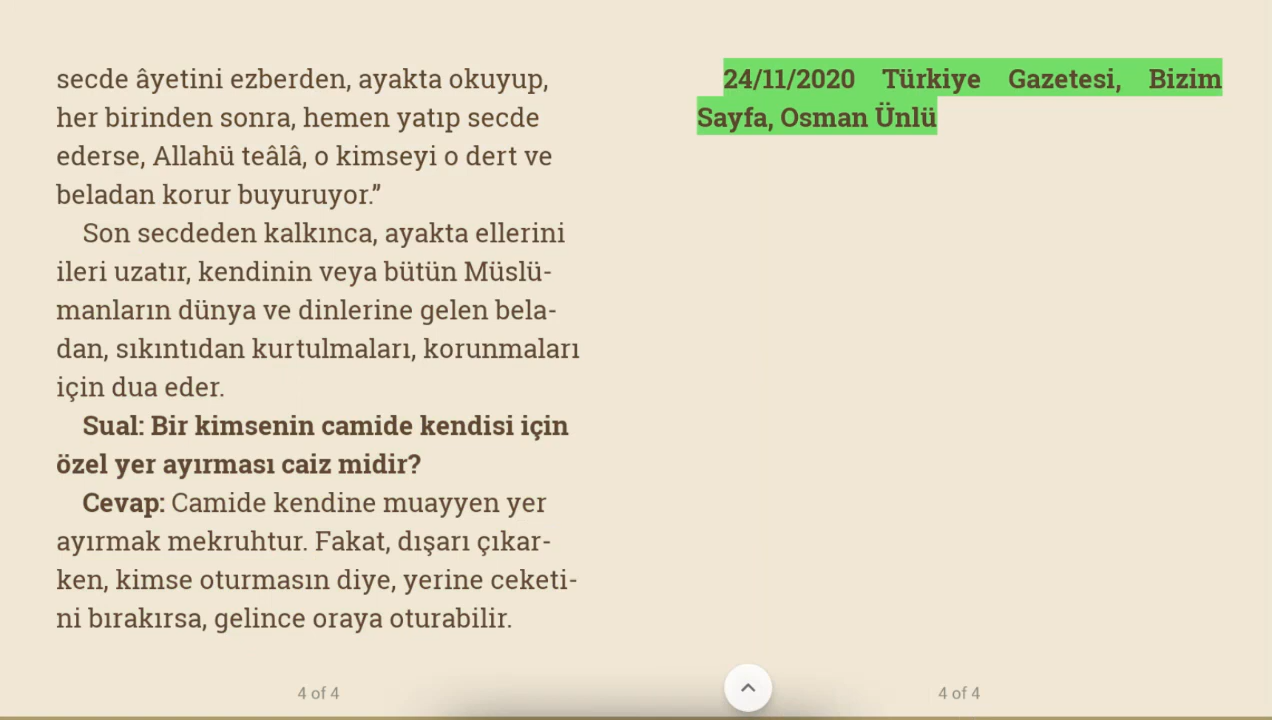 secde âyetini ezberden, ayakta okuyup,
her birinden sonra, hemen yatıp secde
ederse, Allahü teâlâ, o kimseyi o dert ve
beladan korur buyuruyor.”
Son secdeden kalkınca, ayakta ellerini
ileri uzatır, kendinin veya bütün Müslü-
manların dünya ve dinlerine gelen bela-
dan, sıkıntıdan kurtulmaları, korunmaları
için dua eder.
Sual: Bir kimsenin camide kendisi için
özel yer ayırması caiz midir?
Cevap: Camide kendine muayyen yer
ayırmak mekruhtur. Fakat, dışarı çıkar-
ken, kimse oturmasın diye, yerine ceketi-
ni bırakırsa, gelince oraya oturabilir.
4 of 4
24/11/2020 Türkiye Gazetesi, Bizim
Sayfa, Osman Ünlü
4 of 4